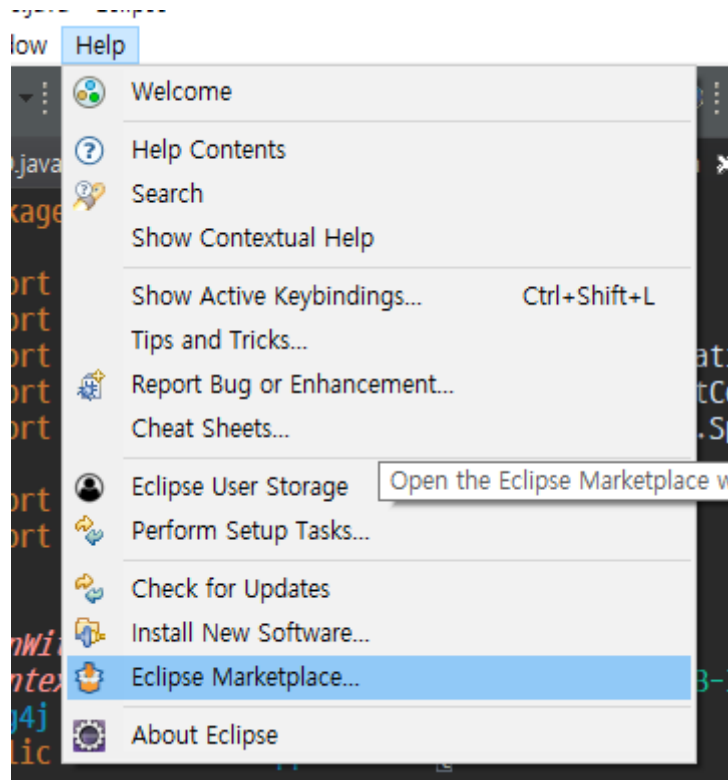 Help
Welcome
.java
Help Contents
Search
Show Contextual Help
Show Active Keybindings... Ctrl+Shift+L
Tips and Tricks...
Report Bug or Enhancement...
Cheat Sheets...
Eclipse User Storage
Open the Eclipse Marketplace w
Perform Setup Tasks...
Check for Updates
Install New Software...
Eclipse Marketplace...
About Eclipse